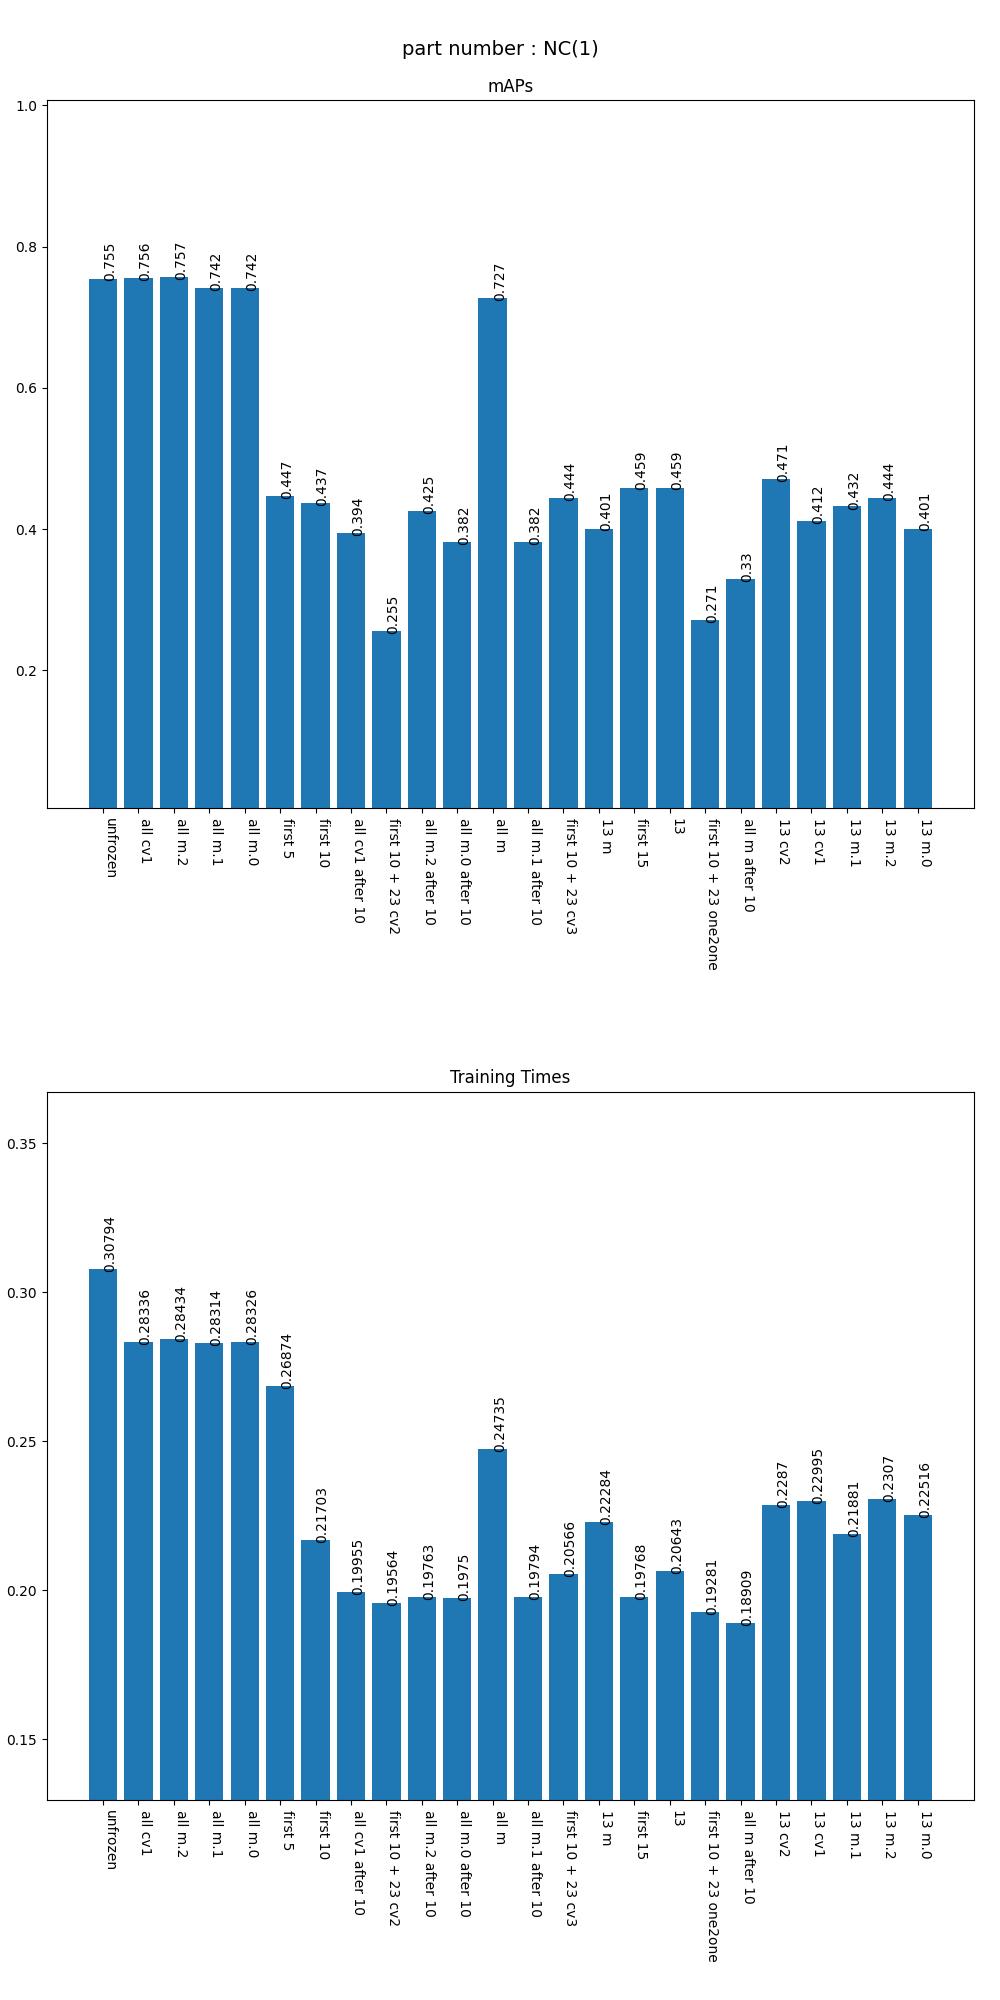 part number : NC(1)
mAPs
1.0
0.8
0.6
0.4
0.2
0.755
0.756
0.757
0.742
0.742
0.447
0.437
0.394
0.255
0.425
0.382
0.727
0.382
0.444
0.401
0.459
0.459
0.271
0.33
0.471
0.412
0.432
0.444
0.401
unfrozen
all cv1
all m.2
all m.1
all m.0
first 5
first 10
all cv1 after 10
first 10 + 23 cv2
all m.2 after 10
all m.0 after 10
all m
all m.1 after 10
first 10 + 23 cv3
13 m
first 15
13
first 10 + 23 one2one
all m after 10
13 cv2
13 cv1
13 m.1
13 m.2
13 m.0
Training Times
0.35
0.30
0.25
0.20
0.15
0.30794
0.28336
0.28434
0.28314
0.28326
0.26874
0.21703
0.19955
0.19564
0.19763
0.1975
0.24735
0.19794
0.20566
0.22284
0.19768
0.20643
0.19281
0.18909
0.2287
0.22995
0.21881
0.2307
0.22516
unfrozen
all cv1
all m.2
all m.1
all m.0
first 5
first 10
all cv1 after 10
first 10 + 23 cv2
all m.2 after 10
all m.0 after 10
all m
all m.1 after 10
first 10 + 23 cv3
13 m
first 15
13
first 10 + 23 one2one
all m after 10
13 cv2
13 cv1
13 m.1
13 m.2
13 m.0